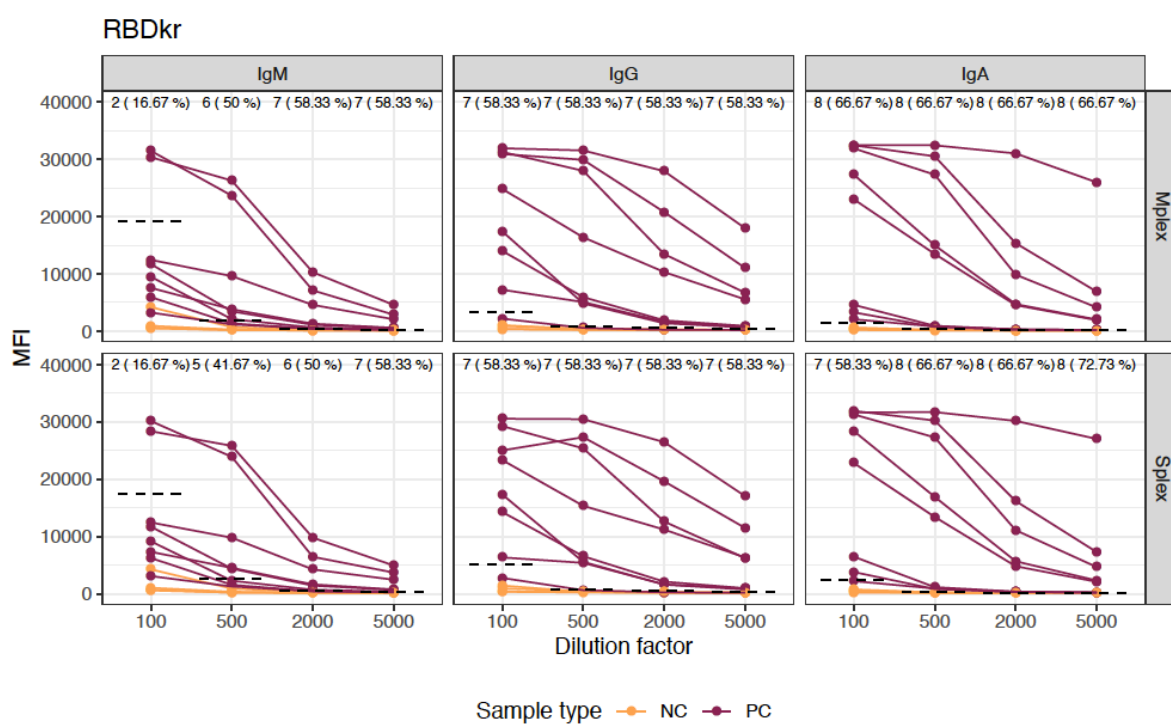 RBDkr
IgM IgG IgA
40000 2 ( 16.67 %) 6 ( 50 %) 7 ( 58.33 %) 7 ( 58.33 %) 7 ( 58.33 %) 7 ( 58.33 %) 7 ( 58.33 %) 7 ( 58.33 %) 8 ( 66.67 %) 8 ( 66.67 %) 8 ( 66.67 %) 8 ( 66.67 %)
30000
20000
10000
0
Mplex
MFI
40000 2 ( 16.67 %) 5 ( 41.67 %) 6 ( 50 %) 7 ( 58.33 %) 7 ( 58.33 %) 7 ( 58.33 %) 7 ( 58.33 %) 7 ( 58.33 %) 7 ( 58.33 %) 8 ( 66.67 %) 8 ( 66.67 %) 8 ( 72.73 %)
30000
20000
10000
0
Splex
100 500 2000 5000 100 500 2000 5000 100 500 2000 5000
Dilution factor
Sample type NC PC